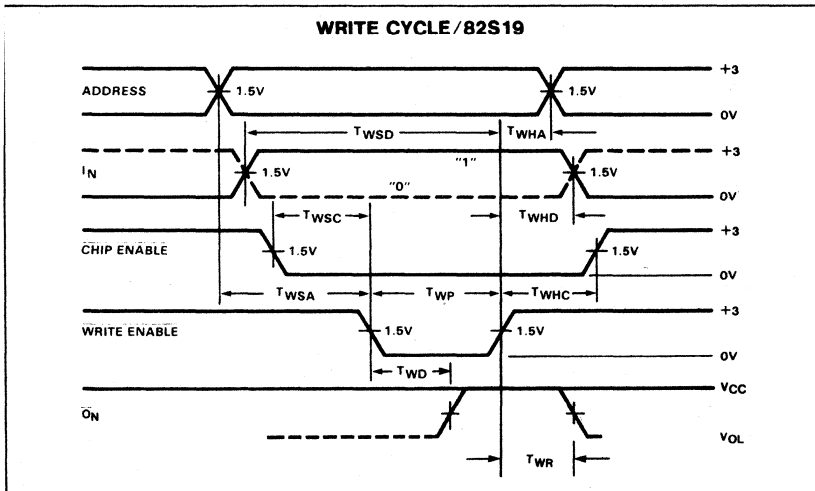 WRITE CYCLE/82S19
ADDRESS
1.5V
1.5V
+3
0V
TWSD
TWHA
IN
1.5V
"1"
"0"
1.5V
+3
0V
TWSC
TWHD
CHIP ENABLE
1.5V
1.5V
+3
0V
TWSA
TWP
TWHC
WRITE ENABLE
1.5V
1.5V
+3
0V
TWD
ON
VCC
VOL
TWR